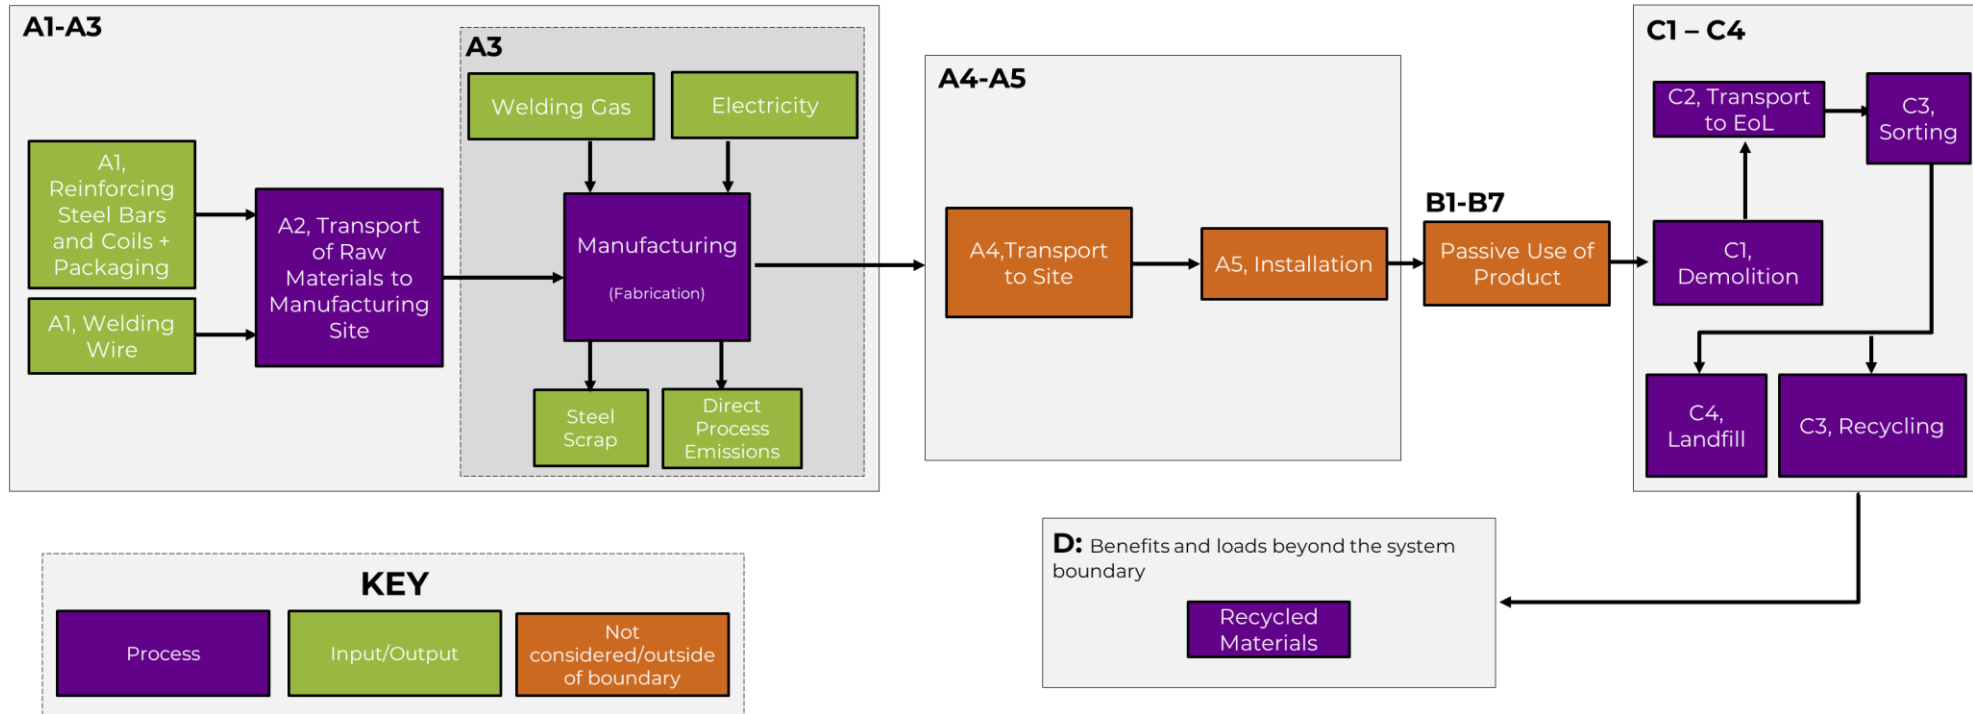 A1-A3
A1,
Reinforcing
Steel Bars
and Coils +
Packaging
A1, Welding
Wire
A2, Transport
of Raw
Materials to
Manufacturing
Site
A3
Welding Gas
Electricity
Manufacturing
(Fabrication)
Steel
Scrap
Direct
Process
Emissions
A4-A5
A4,Transport
to Site
A5, Installation
B1-B7
Passive Use of
Product
C1 – C4
C2, Transport
to EoL
C3,
Sorting
C1,
Demolition
C4,
Landfill
C3, Recycling
D: Benefits and loads beyond the system
boundary
Recycled
Materials
KEY
Process
Input/Output
Not
considered/outside
of boundary